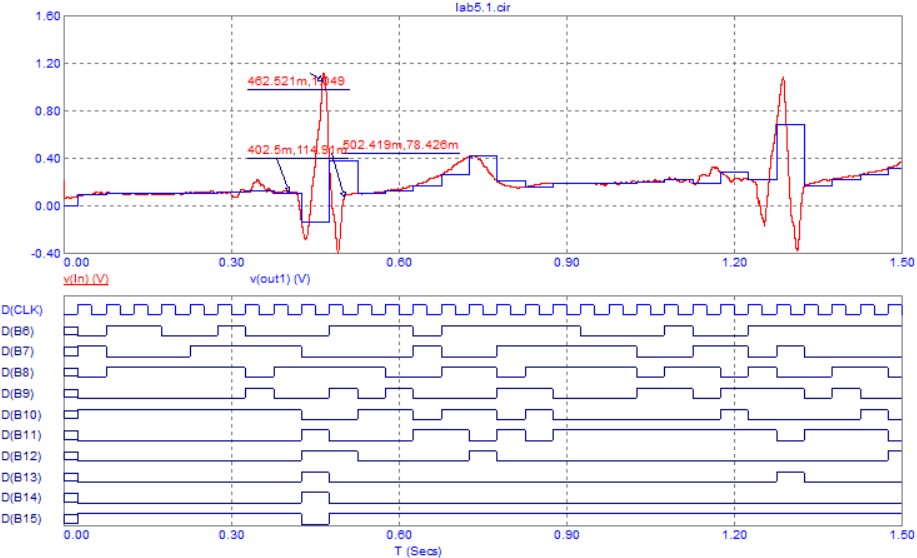 lab5.1.cir
1.60
1.20
0.80
0.40
0.00
-0.40
462.521m,1.049
402.5m,114.91m
502.419m,78.426m
0.00 0.30 0.60 0.90 1.20 1.50
v(In) (V) v(out1) (V)
D(CLK)
D(B6)
D(B7)
D(B8)
D(B9)
D(B10)
D(B11)
D(B12)
D(B13)
D(B14)
D(B15)
0.00 0.30 0.60 0.90 1.20 1.50
T (Secs)